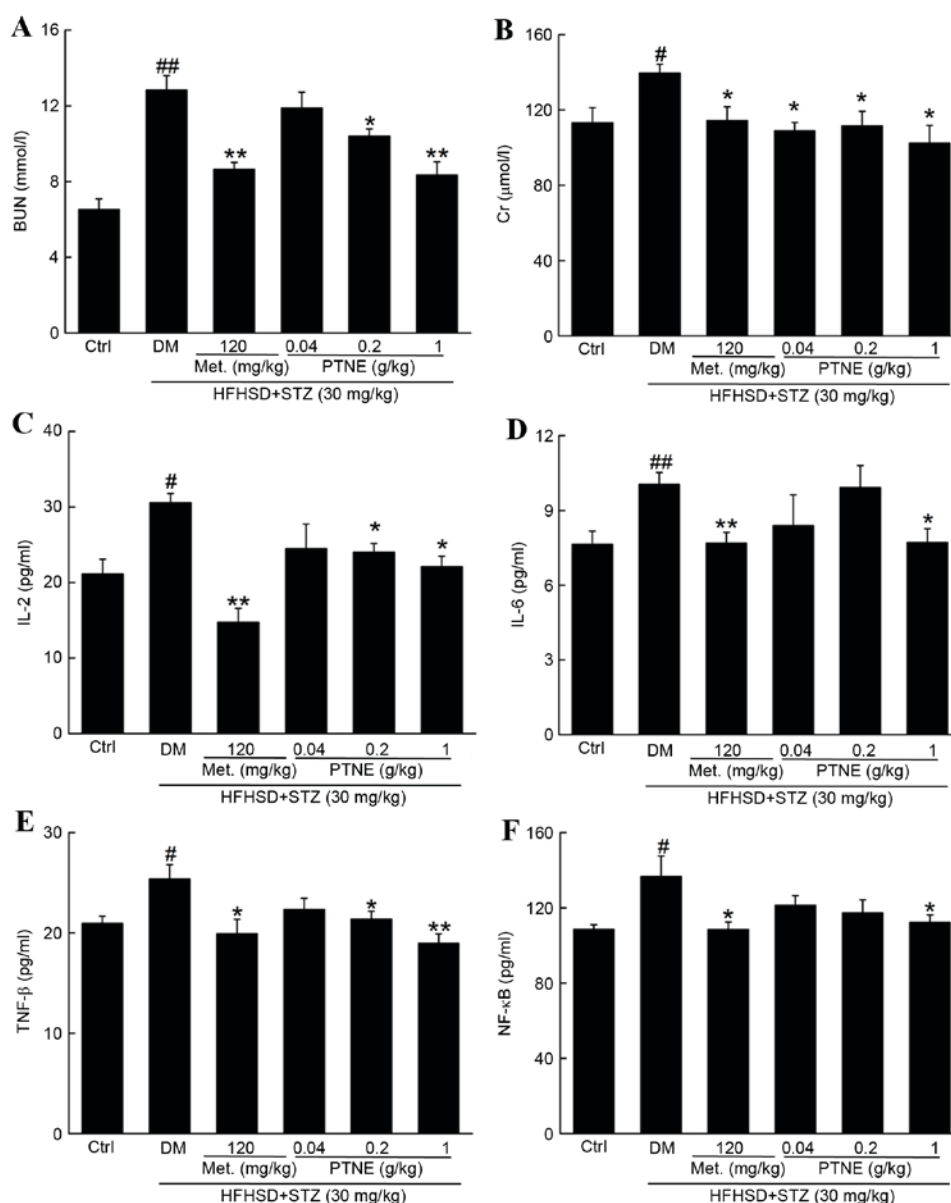 A
16
12
8
4
0
BUN (mmol/l)
##
**
*
**
Ctrl DM 120 0.04 0.2 1
Met. (mg/kg) PTNE (g/kg)
HFHSD+STZ (30 mg/kg)
B
160
120
80
40
0
Cr (μmol/l)
#
*
*
*
*
Ctrl DM 120 0.04 0.2 1
Met. (mg/kg) PTNE (g/kg)
HFHSD+STZ (30 mg/kg)
C
40
30
20
10
0
IL-2 (pg/ml)
#
**
*
*
Ctrl DM 120 0.04 0.2 1
Met. (mg/kg) PTNE (g/kg)
HFHSD+STZ (30 mg/kg)
D
12
9
6
3
0
IL-6 (pg/ml)
##
**
*
Ctrl DM 120 0.04 0.2 1
Met. (mg/kg) PTNE (g/kg)
HFHSD+STZ (30 mg/kg)
E
30
20
10
0
TNF-β (pg/ml)
#
*
*
**
Ctrl DM 120 0.04 0.2 1
Met. (mg/kg) PTNE (g/kg)
HFHSD+STZ (30 mg/kg)
F
160
120
80
40
0
NF-κB (pg/ml)
#
*
*
Ctrl DM 120 0.04 0.2 1
Met. (mg/kg) PTNE (g/kg)
HFHSD+STZ (30 mg/kg)